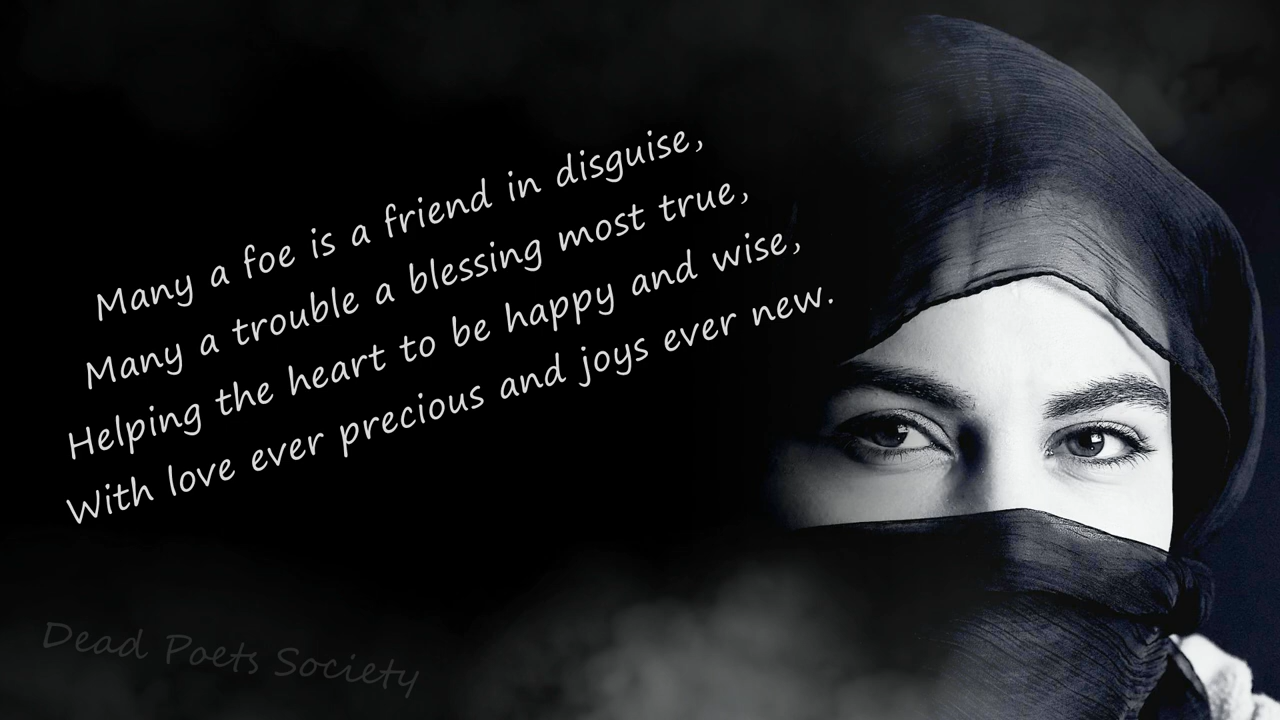 Many a foe is a friend in disguise,
Many a trouble a blessing most true,
Helping the heart to be happy and wise,
With love ever precious and joys ever new.
Dead Poets Society